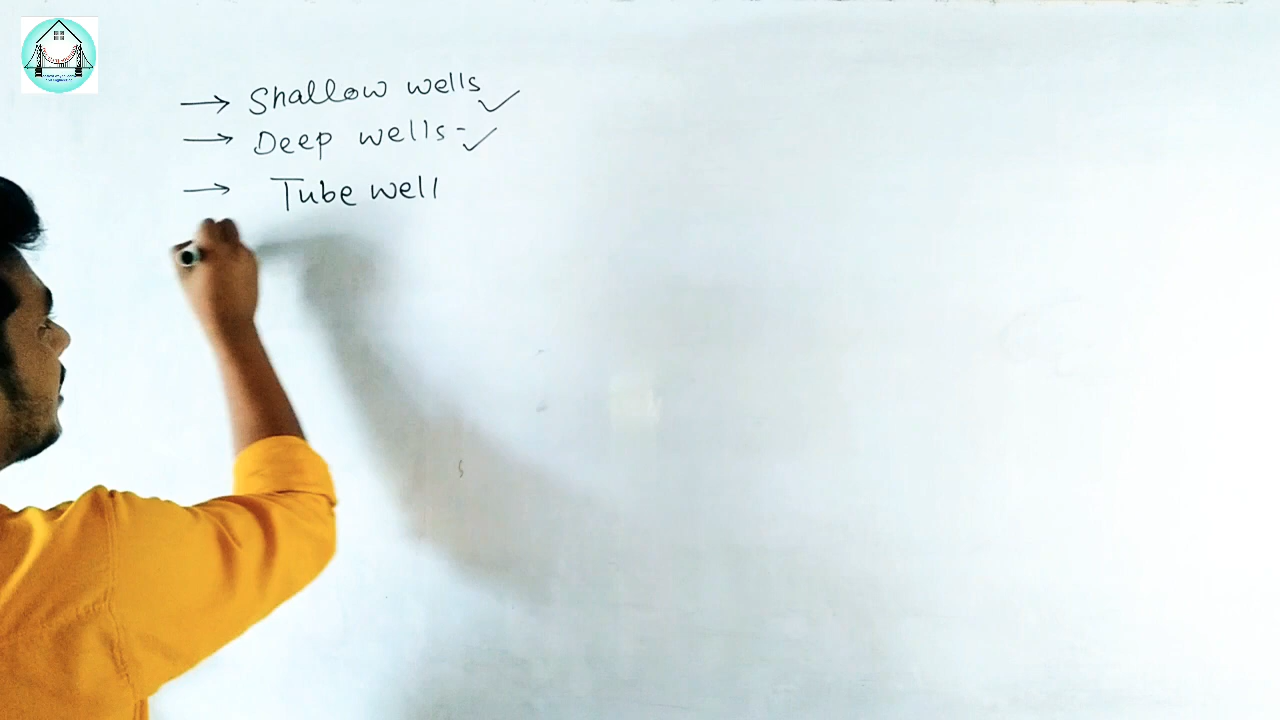 → Shallow wells ✓
→ Deep wells - ✓
→ Tube well